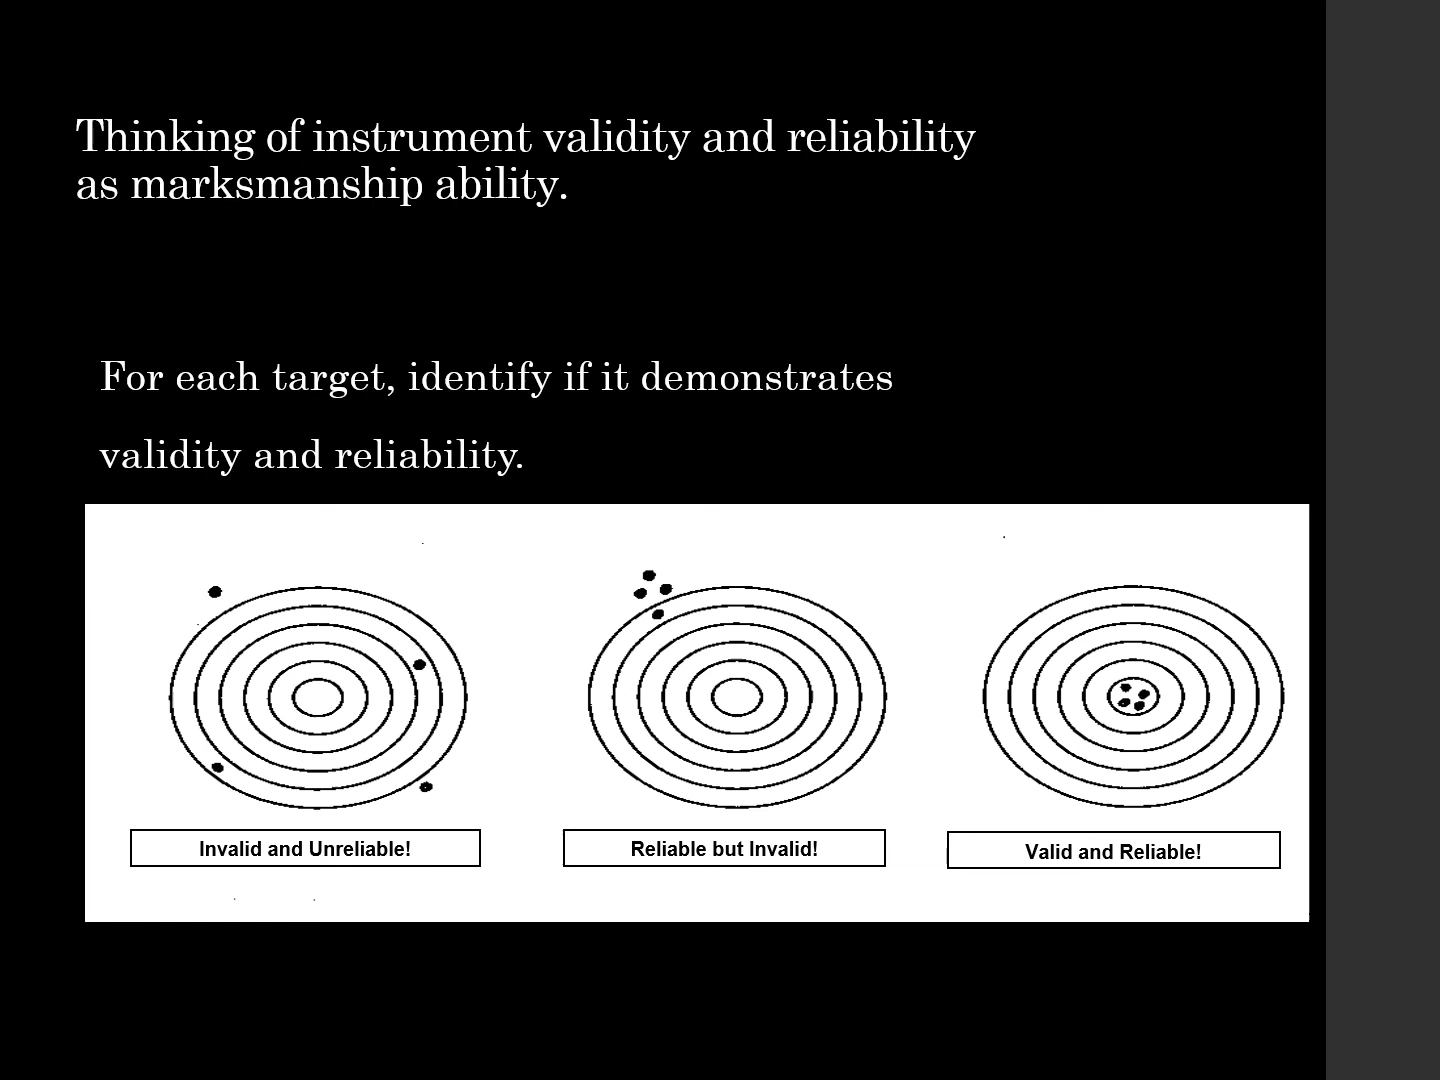 Thinking of instrument validity and reliability
as marksmanship ability.
For each target, identify if it demonstrates
validity and reliability.
Invalid and Unreliable!
Reliable but Invalid!
Valid and Reliable!